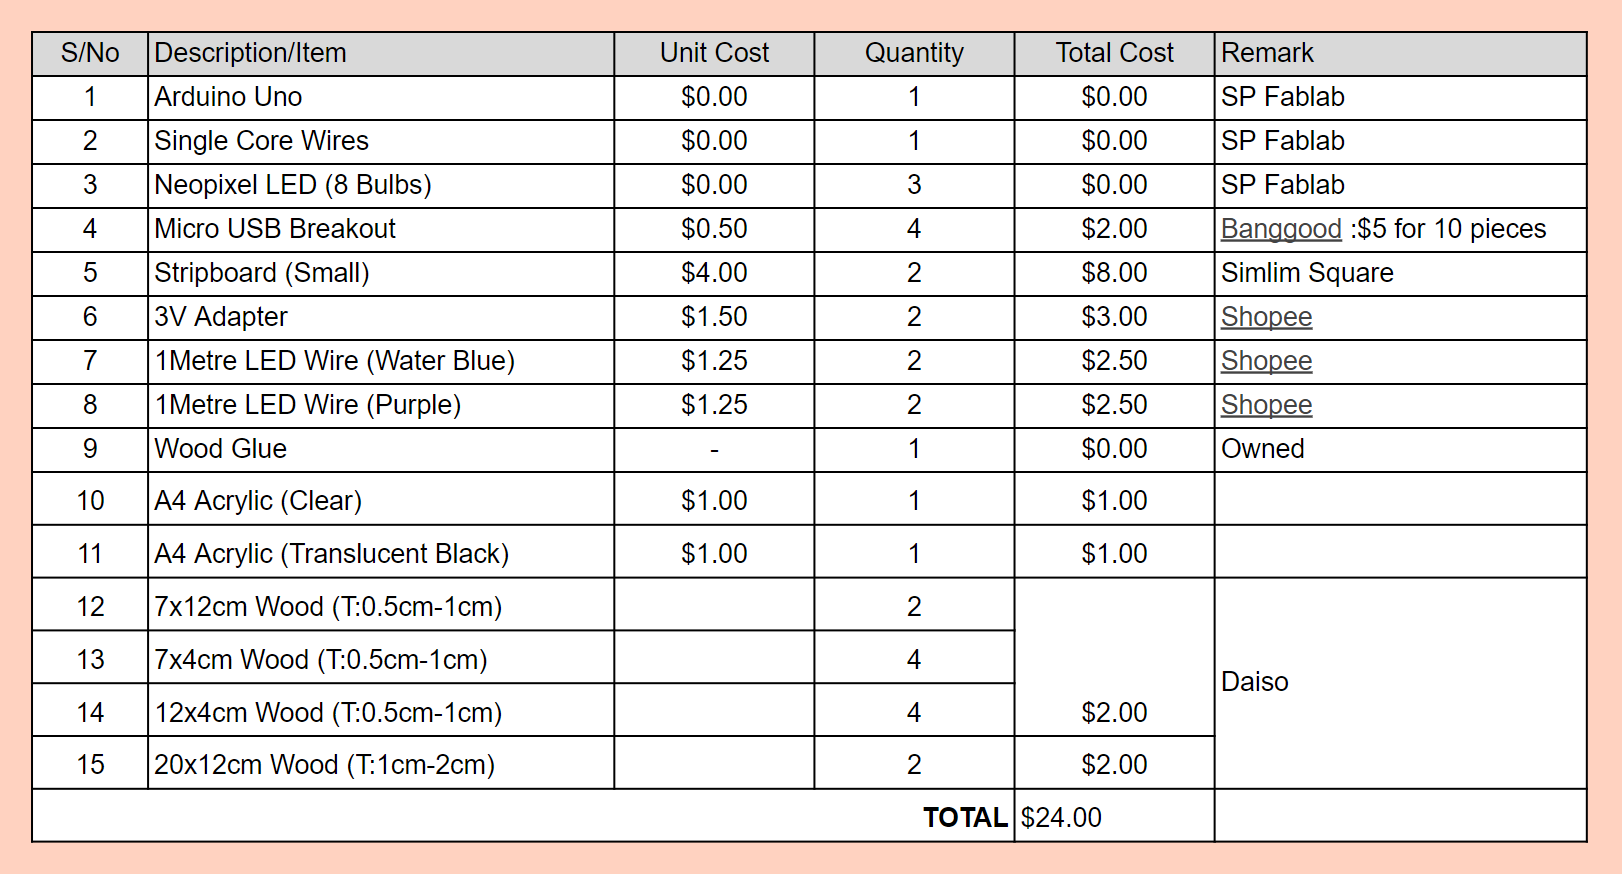 S/No Description/Item Unit Cost Quantity Total Cost Remark
1 Arduino Uno $0.00 1 $0.00 SP Fablab
2 Single Core Wires $0.00 1 $0.00 SP Fablab
3 Neopixel LED (8 Bulbs) $0.00 3 $0.00 SP Fablab
4 Micro USB Breakout $0.50 4 $2.00 Banggood :$5 for 10 pieces
5 Stripboard (Small) $4.00 2 $8.00 Simlim Square
6 3V Adapter $1.50 2 $3.00 Shopee
7 1Metre LED Wire (Water Blue) $1.25 2 $2.50 Shopee
8 1Metre LED Wire (Purple) $1.25 2 $2.50 Shopee
9 Wood Glue - 1 $0.00 Owned
10 A4 Acrylic (Clear) $1.00 1 $1.00
11 A4 Acrylic (Translucent Black) $1.00 1 $1.00
12 7x12cm Wood (T:0.5cm-1cm) 2
13 7x4cm Wood (T:0.5cm-1cm) 4
Daiso
14 12x4cm Wood (T:0.5cm-1cm) 4 $2.00
15 20x12cm Wood (T:1cm-2cm) 2 $2.00
TOTAL $24.00